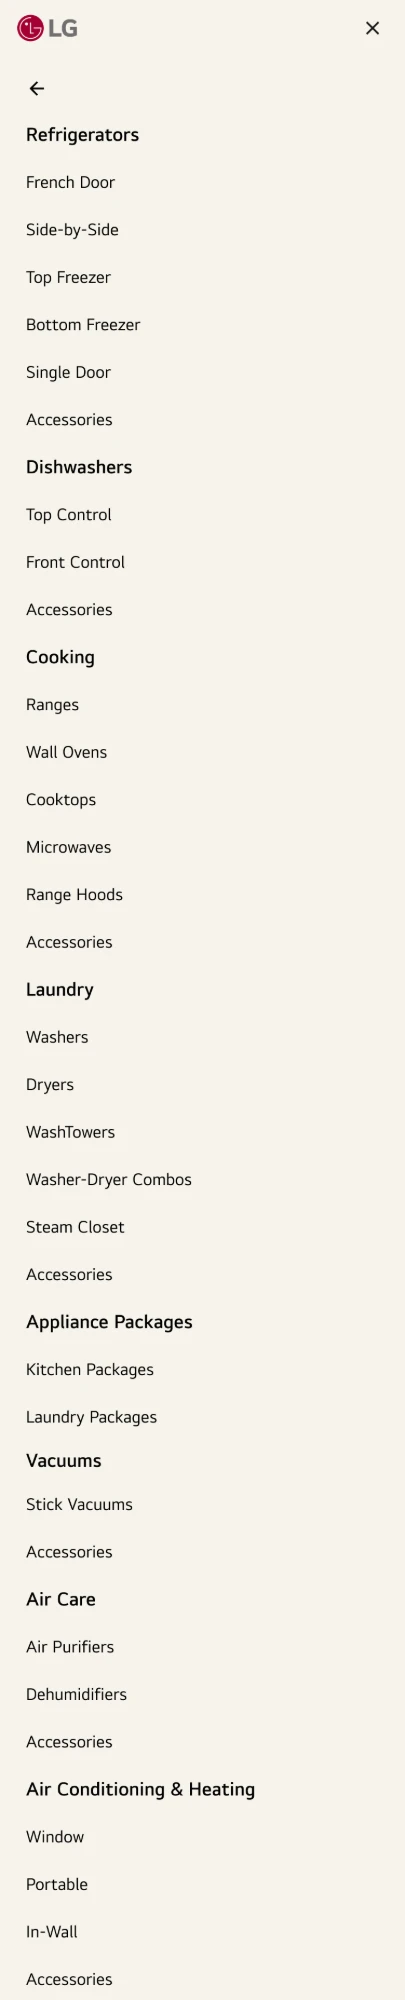 LG
Refrigerators
French Door
Side-by-Side
Top Freezer
Bottom Freezer
Single Door
Accessories
Dishwashers
Top Control
Front Control
Accessories
Cooking
Ranges
Wall Ovens
Cooktops
Microwaves
Range Hoods
Accessories
Laundry
Washers
Dryers
WashTowers
Washer-Dryer Combos
Steam Closet
Accessories
Appliance Packages
Kitchen Packages
Laundry Packages
Vacuums
Stick Vacuums
Accessories
Air Care
Air Purifiers
Dehumidifiers
Accessories
Air Conditioning & Heating
Window
Portable
In-Wall
Accessories